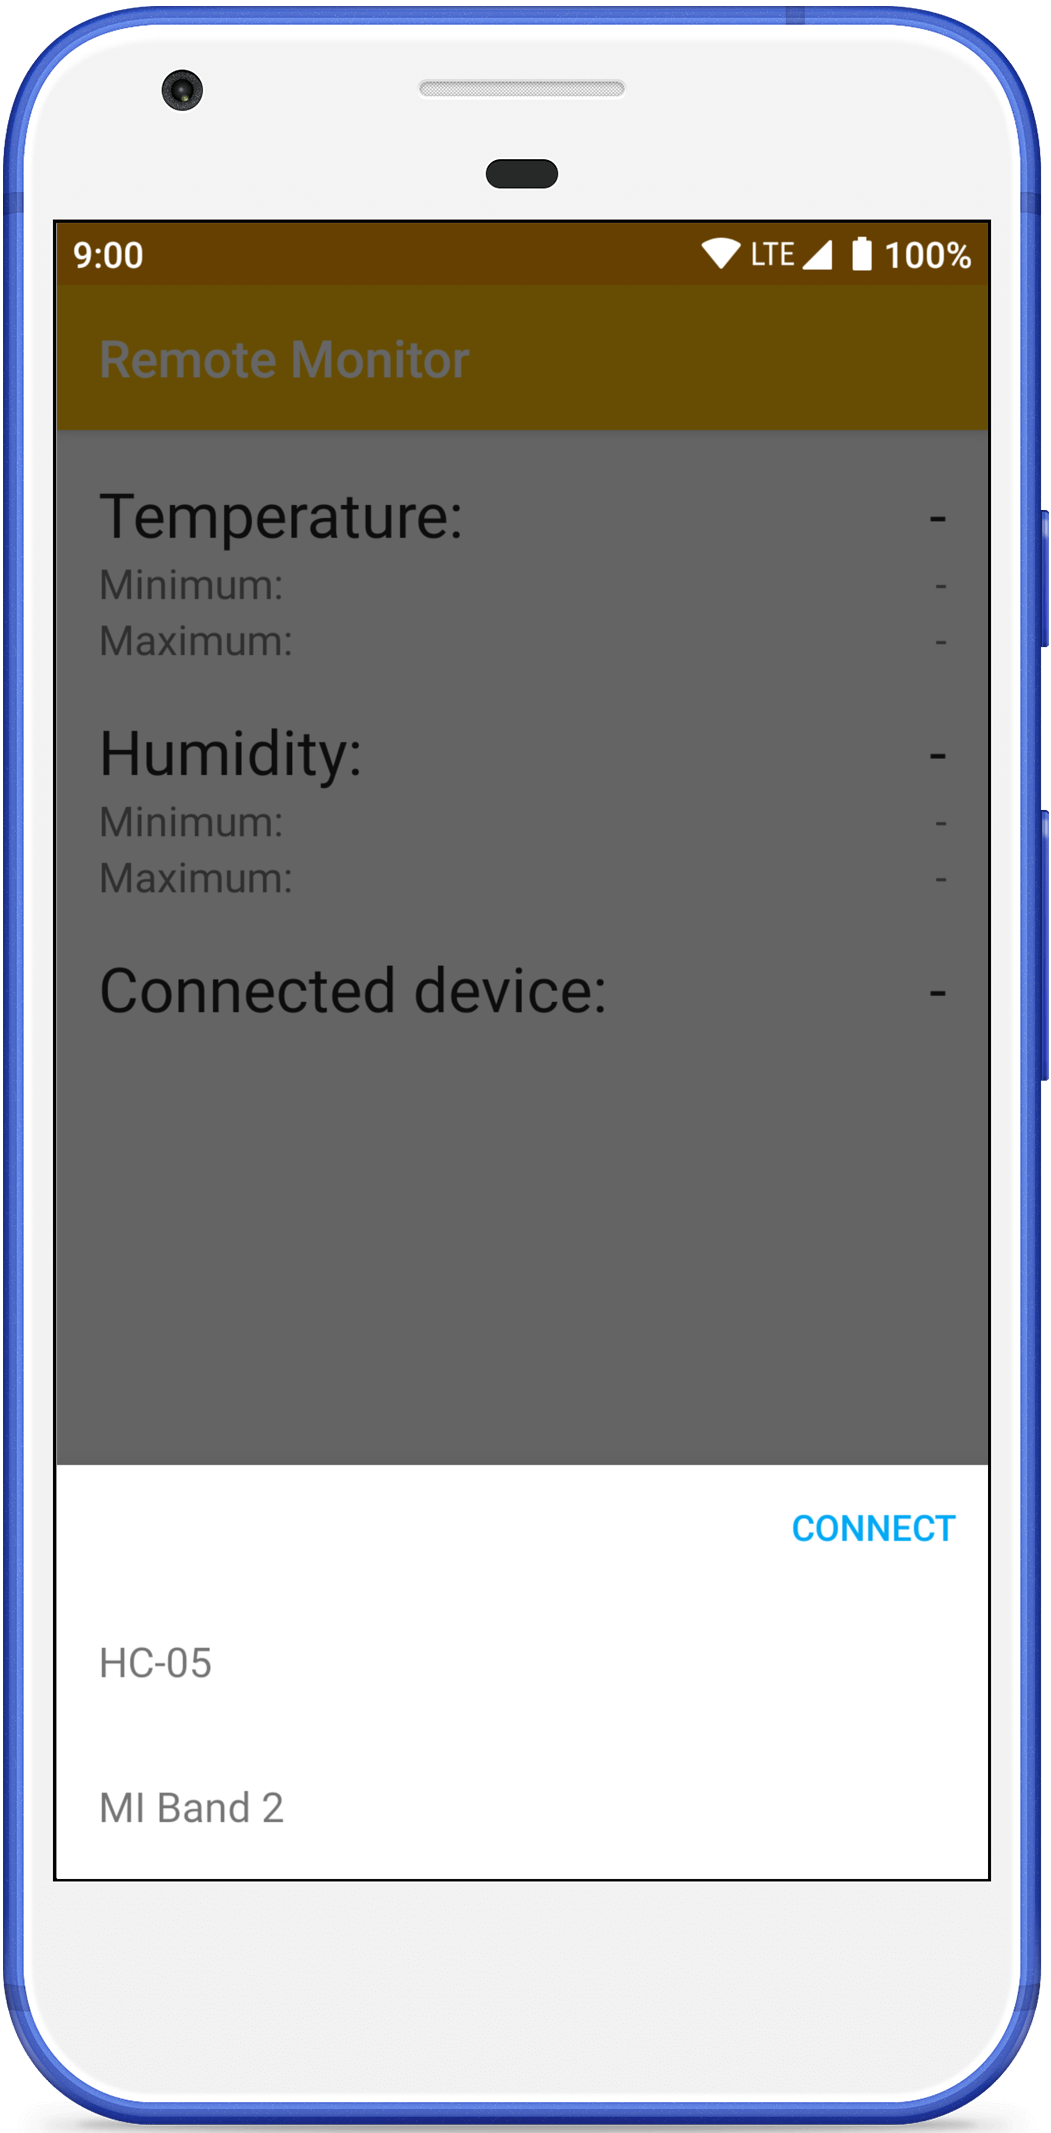 9:00 LTE 100%
Remote Monitor
Temperature: -
Minimum: -
Maximum: -
Humidity: -
Minimum: -
Maximum: -
Connected device: -
CONNECT
HC-05
MI Band 2